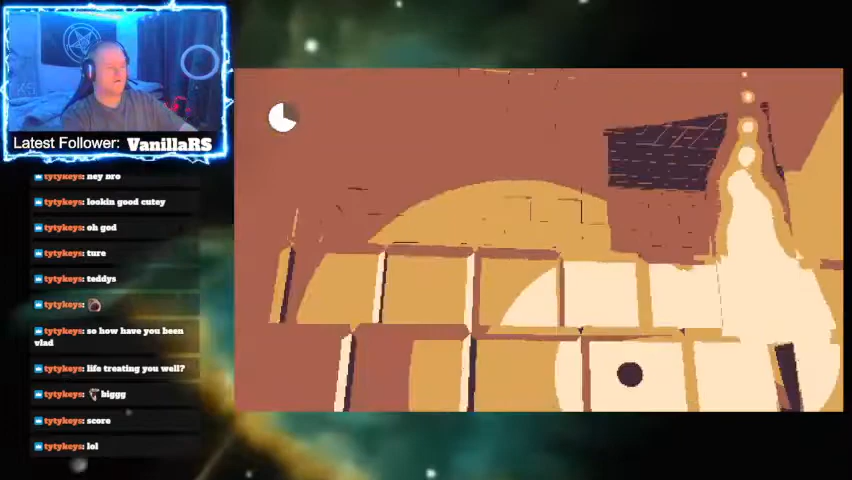 Latest Follower: VanillaRS
tytykeys: hey bro
tytykeys: lookin good cutey
tytykeys: oh god
tytykeys: ture
tytykeys: teddys
tytykeys:
tytykeys: so how have you been
vlad
tytykeys: life treating you well?
tytykeys: biggg
tytykeys: score
tytykeys: lol